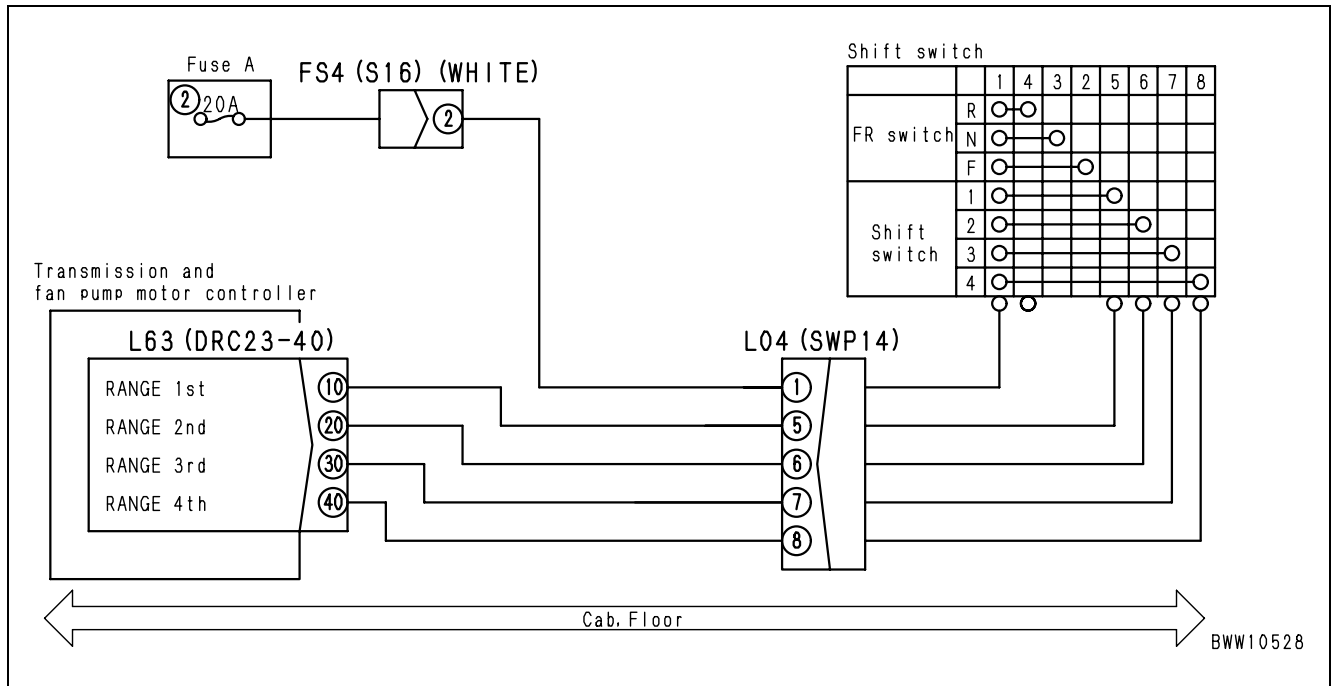 Fuse A
② 20A
FS4 (S16) (WHITE)
②
Shift switch
1 4 3 2 5 6 7 8
FR switch
R
N
F
Shift
switch
1
2
3
4
Transmission and
fan pump motor controller
L63 (DRC23-40)
RANGE 1st ⑩
RANGE 2nd ⑳
RANGE 3rd ㉚
RANGE 4th ㊵
L04 (SWP14)
①
⑤
⑥
⑦
⑧
Cab, Floor
BWW10528